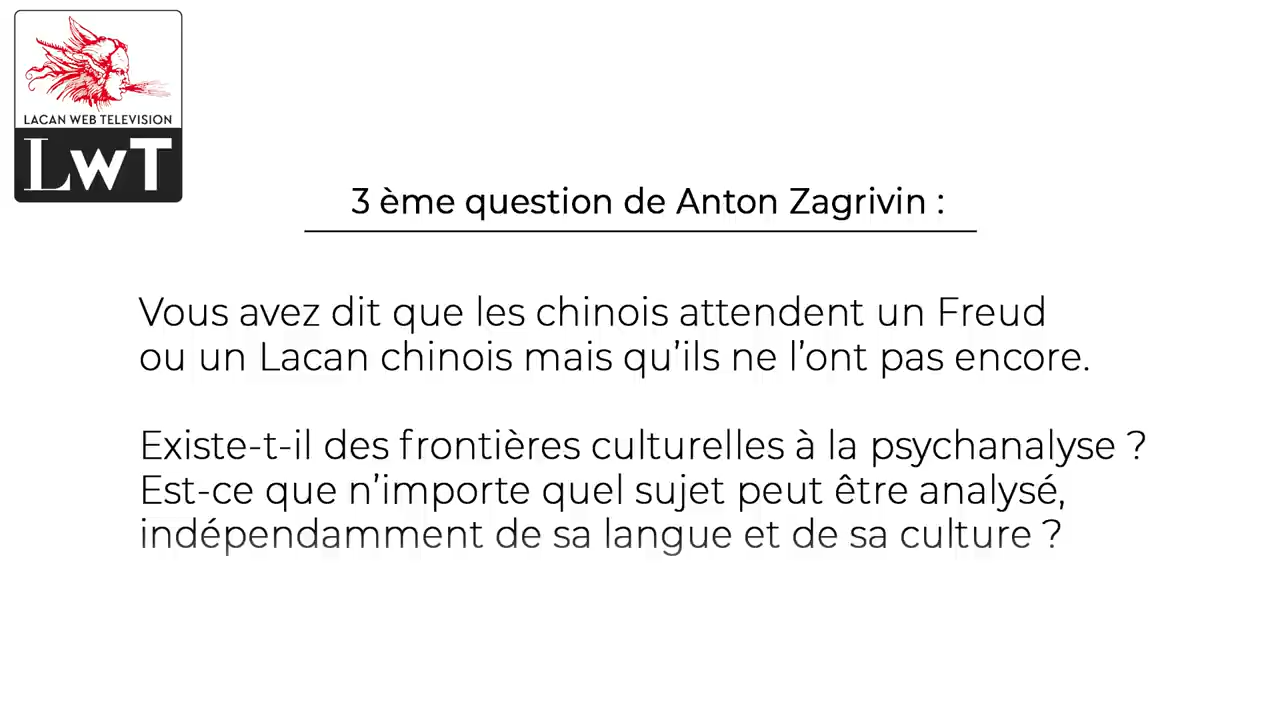 LACAN WEB TELEVISION
LWT
3 ème question de Anton Zagrivin :
Vous avez dit que les chinois attendent un Freud
ou un Lacan chinois mais qu’ils ne l’ont pas encore.
Existe-t-il des frontières culturelles à la psychanalyse ?
Est-ce que n’importe quel sujet peut être analysé,
indépendamment de sa langue et de sa culture ?